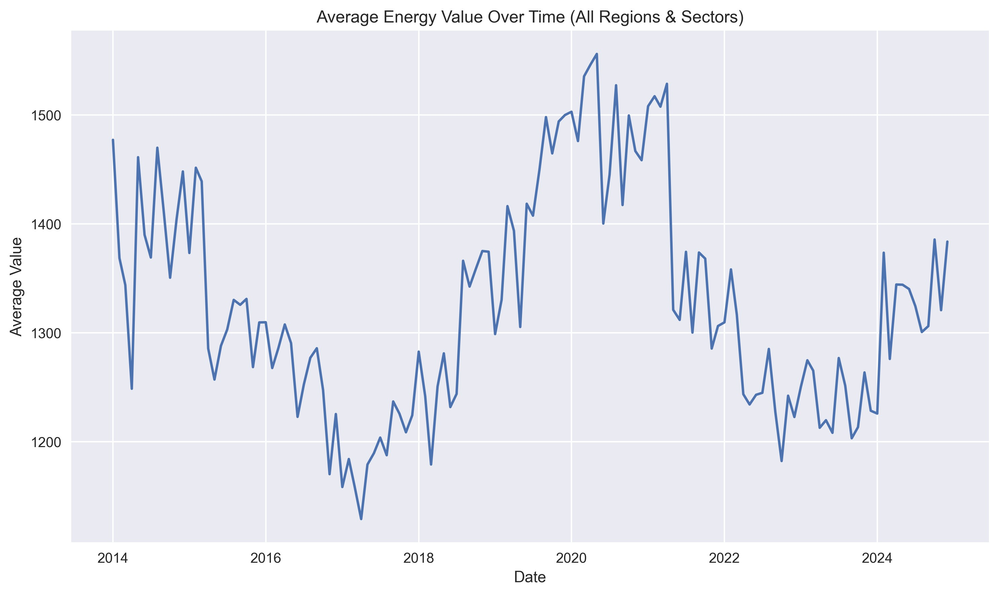 Average Energy Value Over Time (All Regions & Sectors)
Average Value
1500
1400
1300
1200
2014 2016 2018 2020 2022 2024
Date